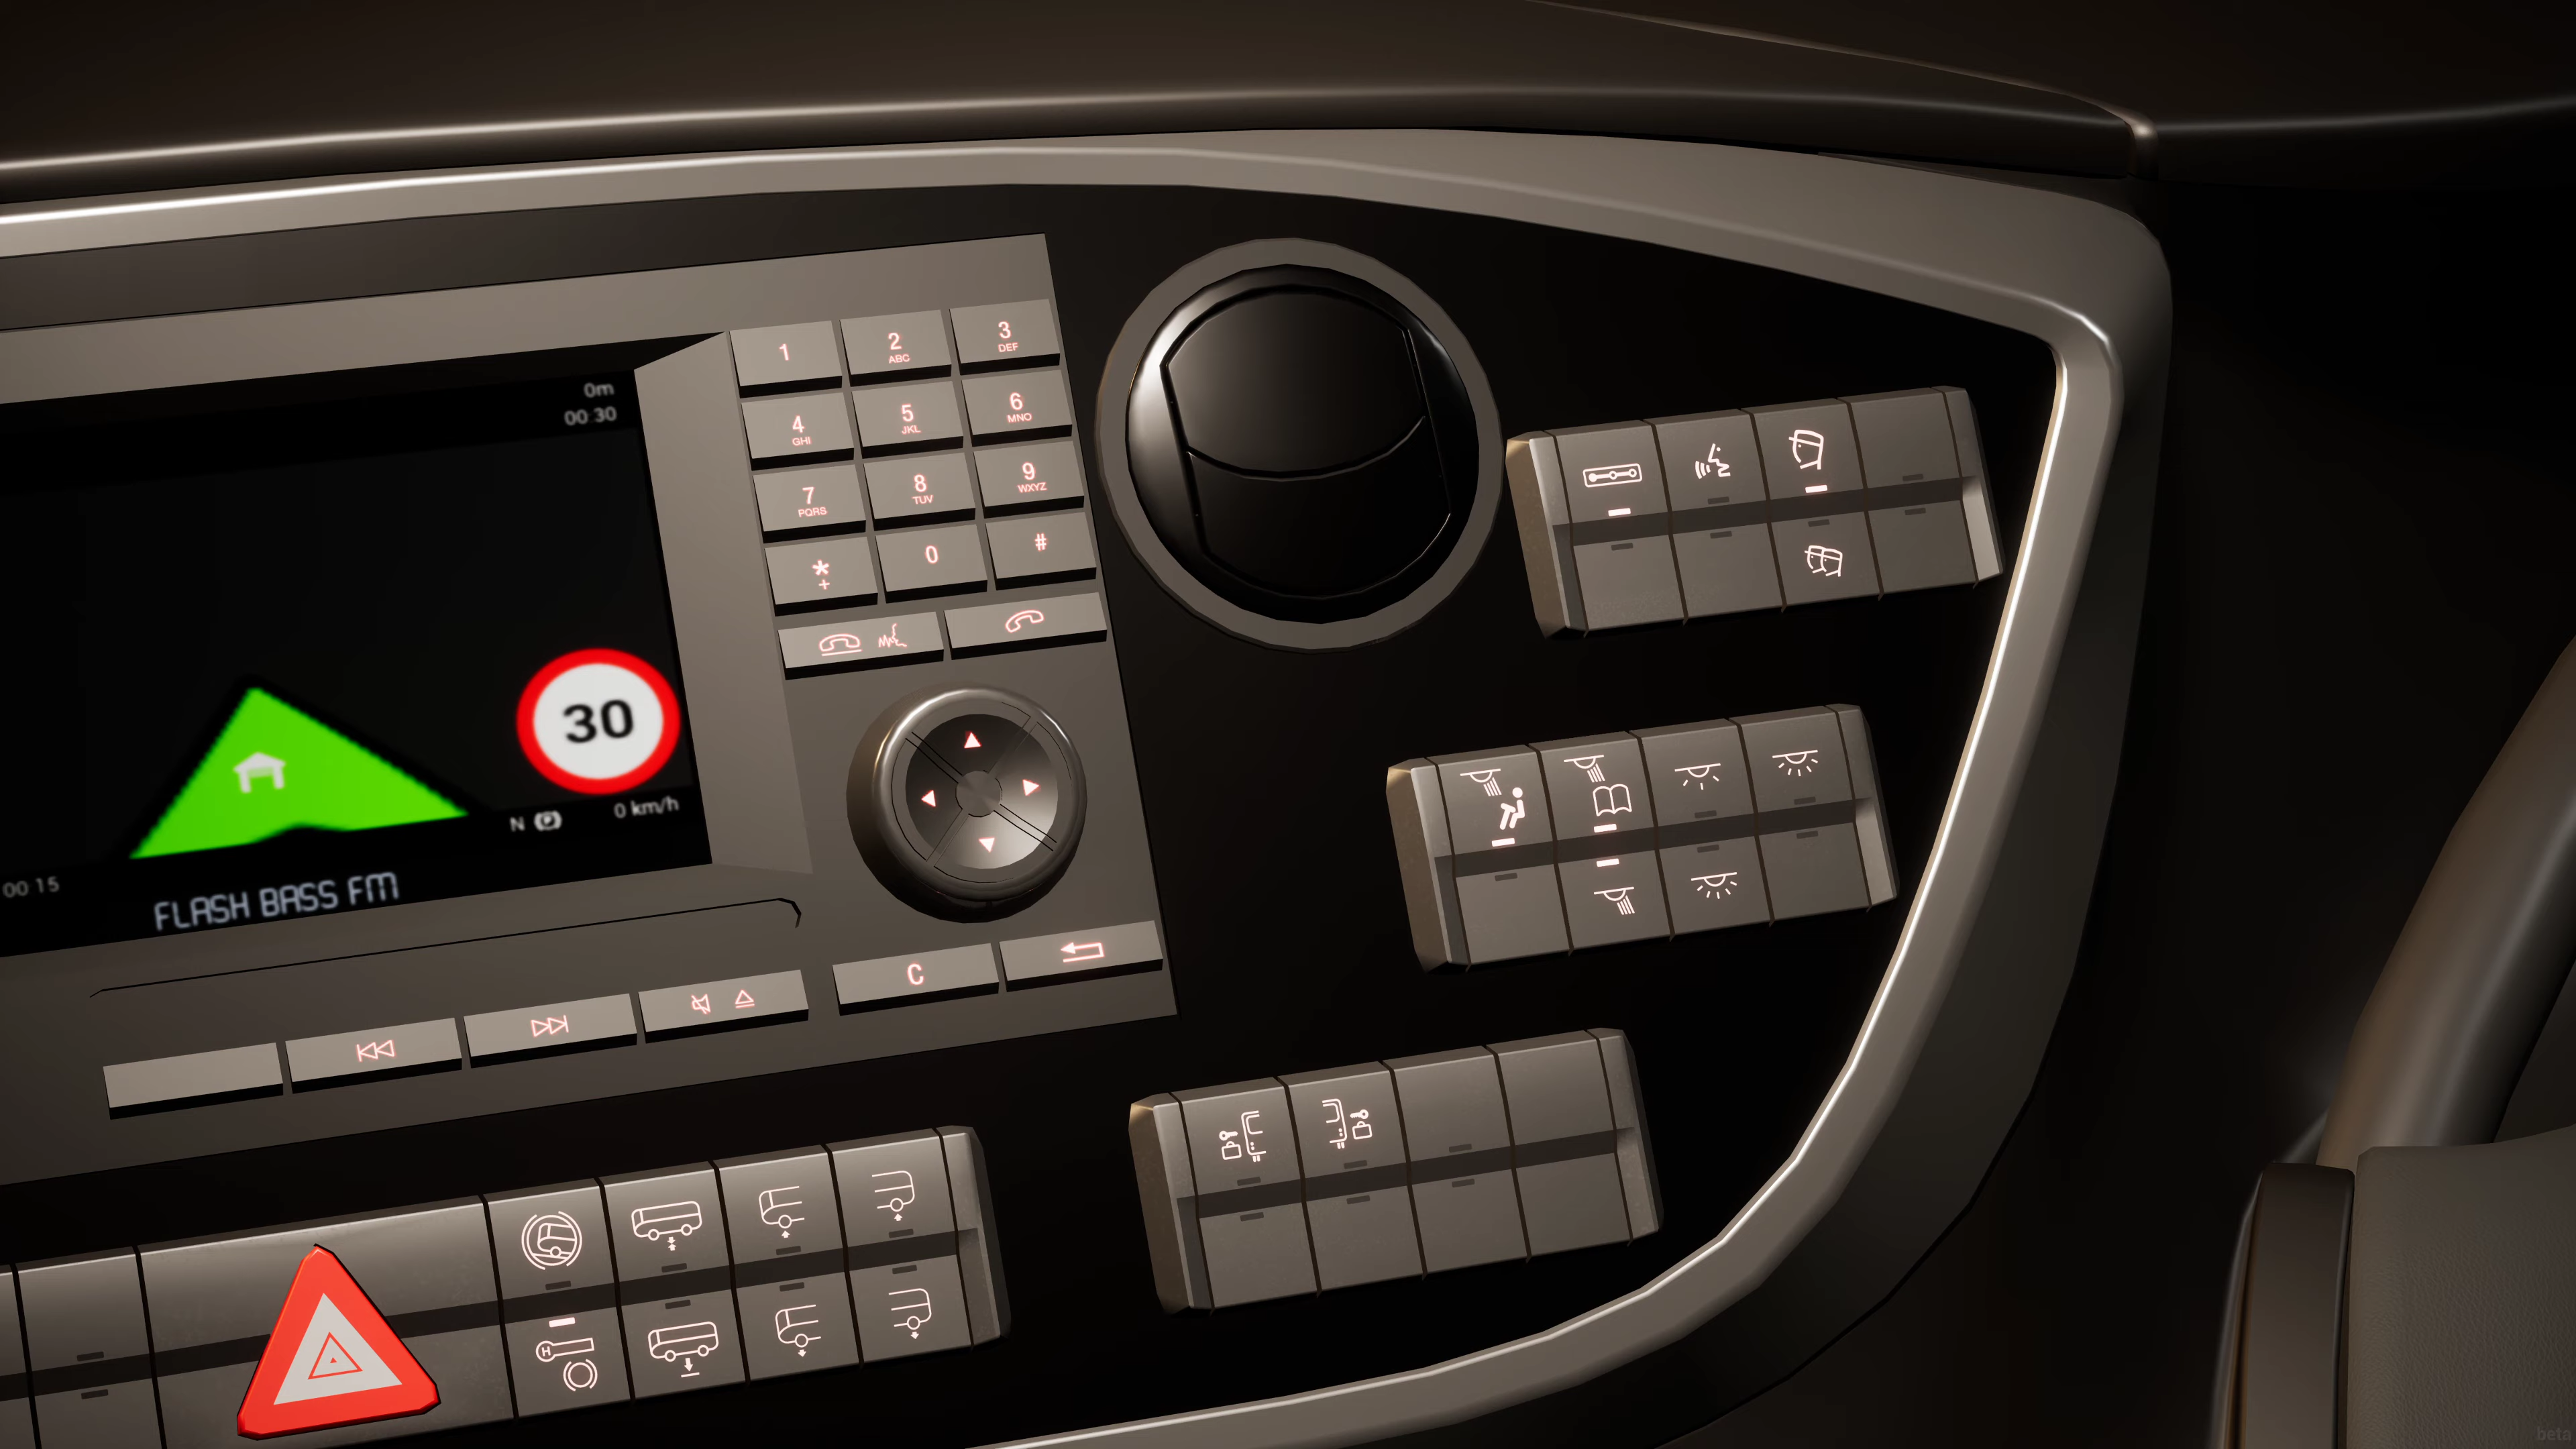 0m
00:30
30
N P
0 km/h
00 15
FLASH BASS FM
1
2
ABC
3
DEF
4
GHI
5
JKL
6
MNO
7
PQRS
8
TUV
9
WXYZ
*
+
0
#
C
H
beta